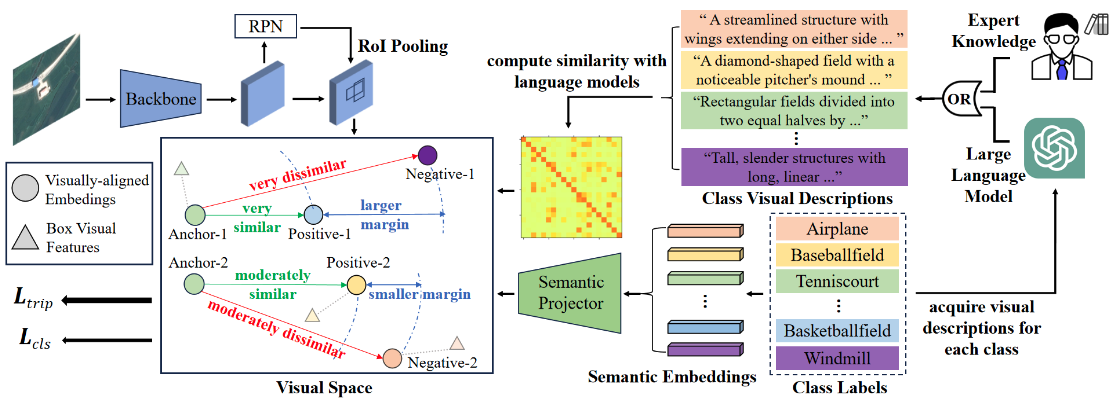 RPN
RoI Pooling
Backbone
compute similarity with
language models
“ A streamlined structure with
wings extending on either side ... ”
“A diamond-shaped field with a
noticeable pitcher's mound ...”
“Rectangular fields divided into
two equal halves by ...”
“Tall, slender structures with
long, linear ...”
Class Visual Descriptions
Expert
Knowledge
OR
Large
Language
Model
Visually-aligned
Embedings
Box Visual
Features
very dissimilar
Negative-1
very
similar
larger
margin
Anchor-1
Positive-1
Anchor-2
Positive-2
moderately
similar
smaller margin
moderately dissimilar
Negative-2
Visual Space
L trip
L cls
Semantic
Projector
Semantic Embeddings
Airplane
Baseballfield
Tenniscourt
Basketballfield
Windmill
Class Labels
acquire visual
descriptions for
each class